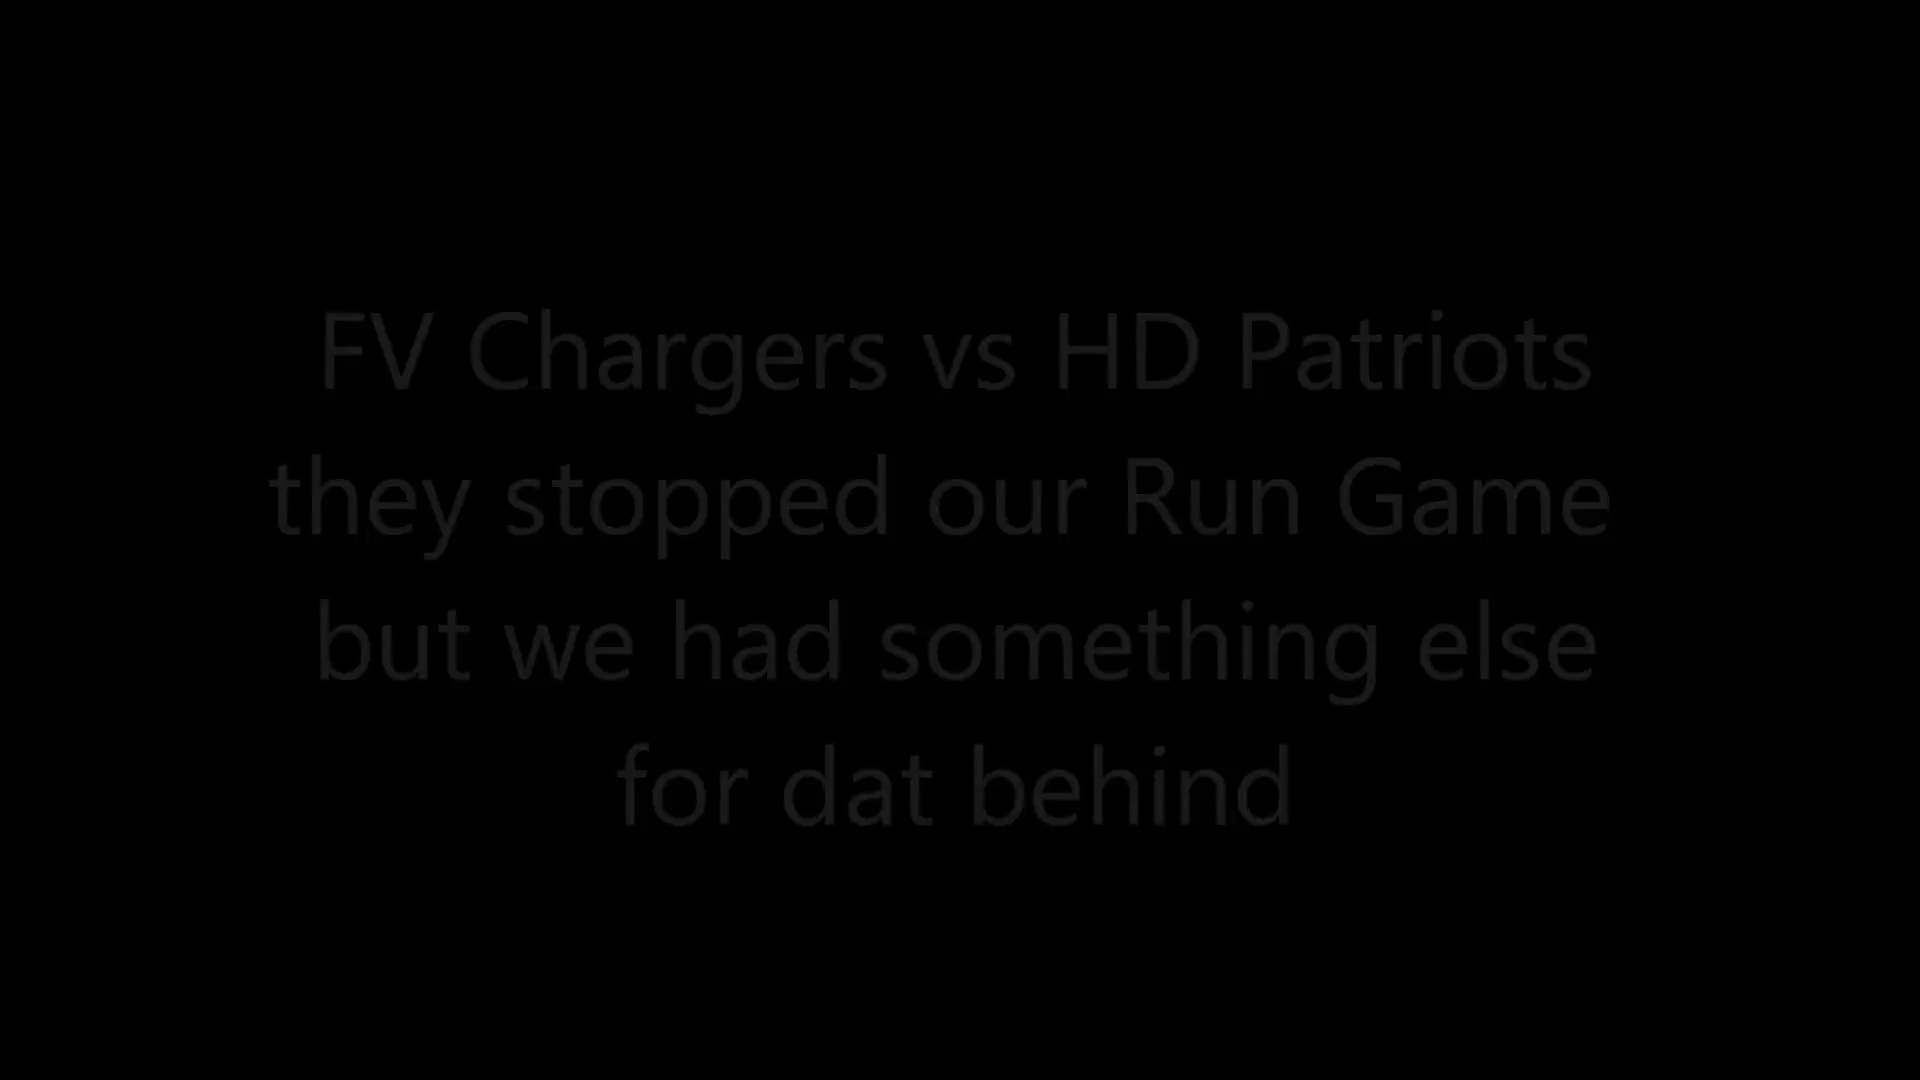 FV Chargers vs HD Patriots
they stopped our Run Game
but we had something else
for dat behind